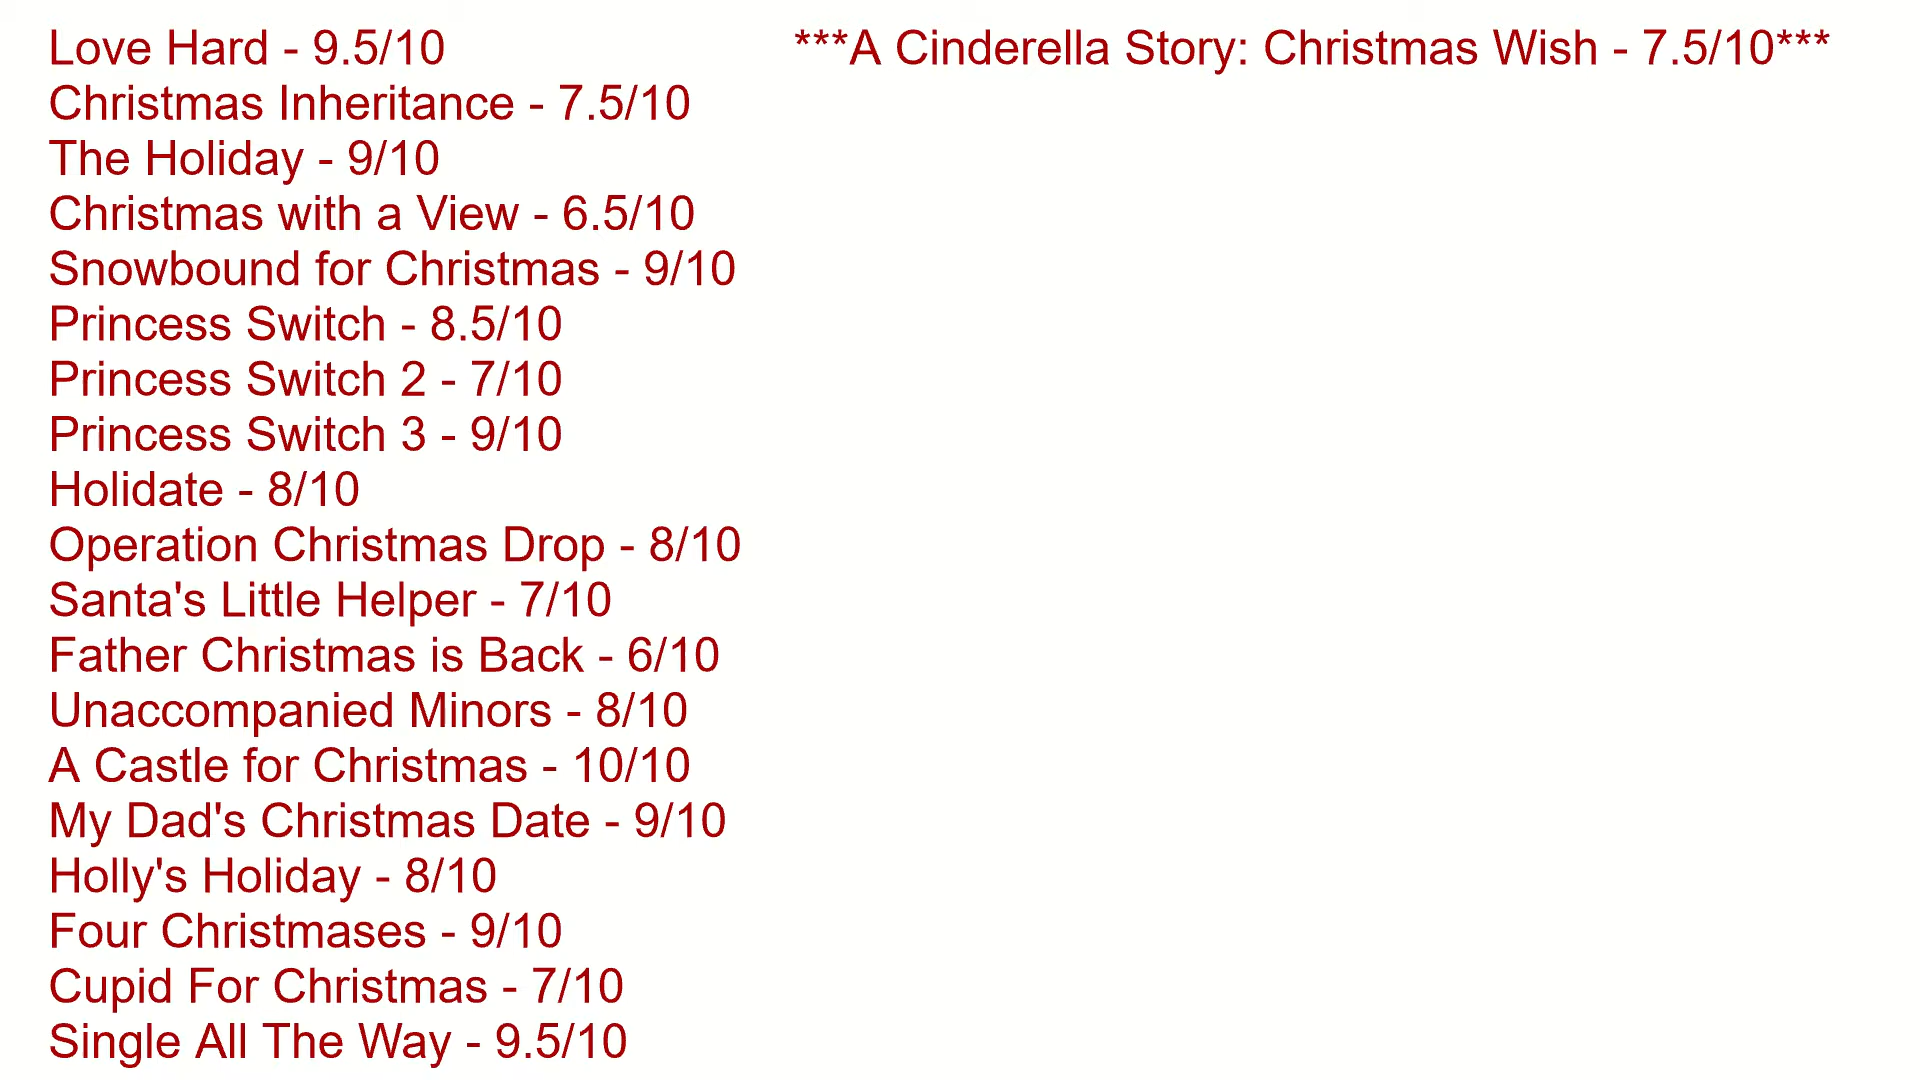 Love Hard - 9.5/10
Christmas Inheritance - 7.5/10
The Holiday - 9/10
Christmas with a View - 6.5/10
Snowbound for Christmas - 9/10
Princess Switch - 8.5/10
Princess Switch 2 - 7/10
Princess Switch 3 - 9/10
Holidate - 8/10
Operation Christmas Drop - 8/10
Santa's Little Helper - 7/10
Father Christmas is Back - 6/10
Unaccompanied Minors - 8/10
A Castle for Christmas - 10/10
My Dad's Christmas Date - 9/10
Holly's Holiday - 8/10
Four Christmases - 9/10
Cupid For Christmas - 7/10
Single All The Way - 9.5/10
***A Cinderella Story: Christmas Wish - 7.5/10***